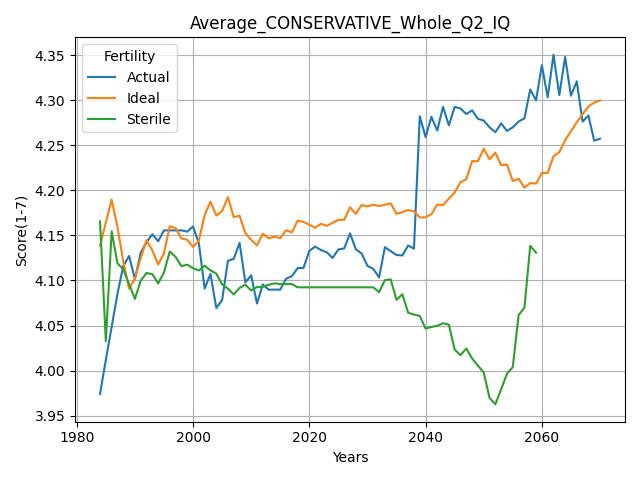 Average_CONSERVATIVE_Whole_Q2_IQ
Fertility
Actual
Ideal
Sterile
Score(1-7)
4.35
4.30
4.25
4.20
4.15
4.10
4.05
4.00
3.95
1980
2000
2020
2040
2060
Years